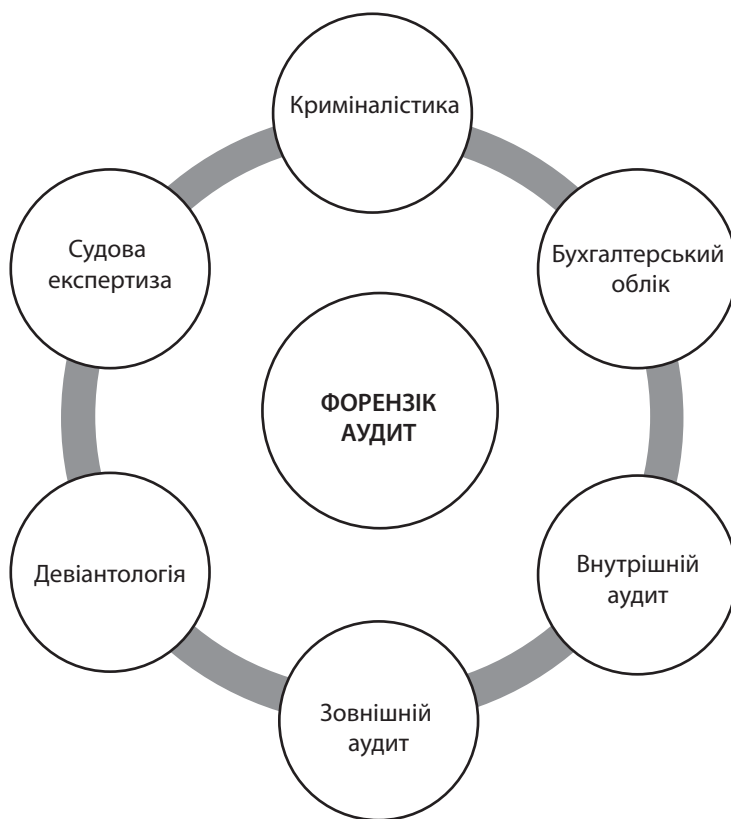 Криміналістика
Судова
експертиза
Бухгалтерський
облік
ФОРЕНЗІК
АУДИТ
Девіантологія
Внутрішній
аудит
Зовнішній
аудит